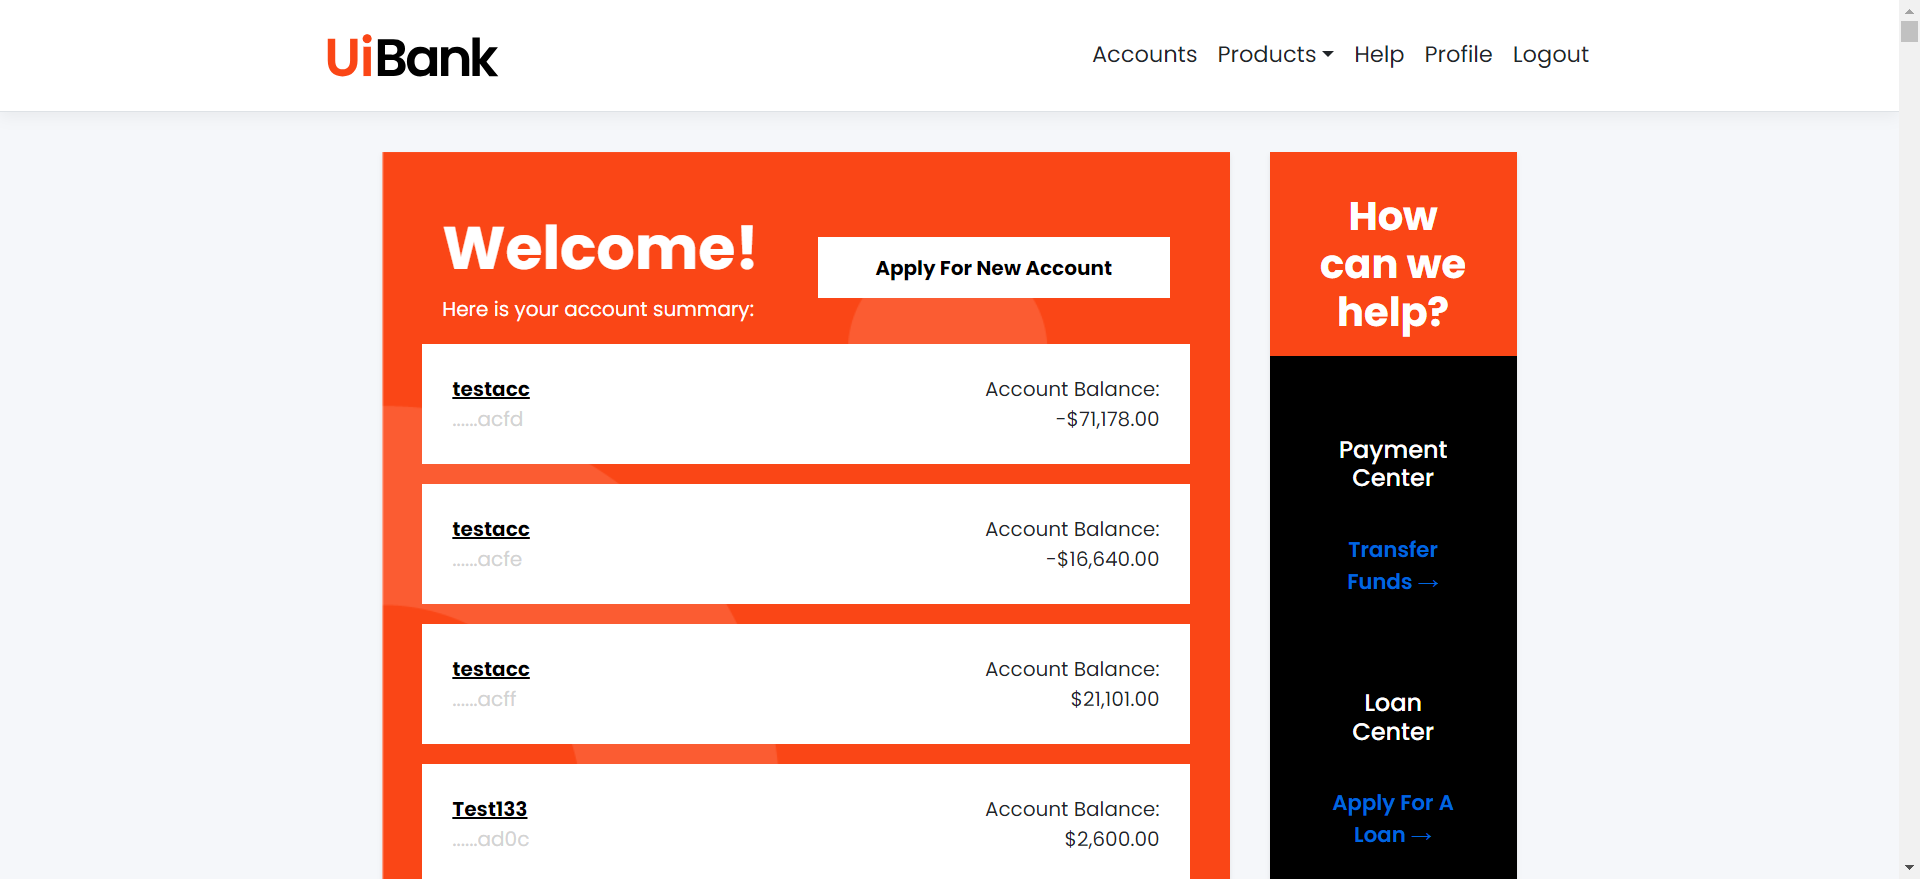 UiBank
Accounts Products Help Profile Logout
Welcome!
Apply For New Account
Here is your account summary:
testacc
Account Balance:
......acfd
-$71,178.00
testacc
Account Balance:
......acfe
-$16,640.00
testacc
Account Balance:
......acff
$21,101.00
Test133
Account Balance:
......ad0c
$2,600.00
How
can we
help?
Payment
Center
Transfer
Funds →
Loan
Center
Apply For A
Loan →